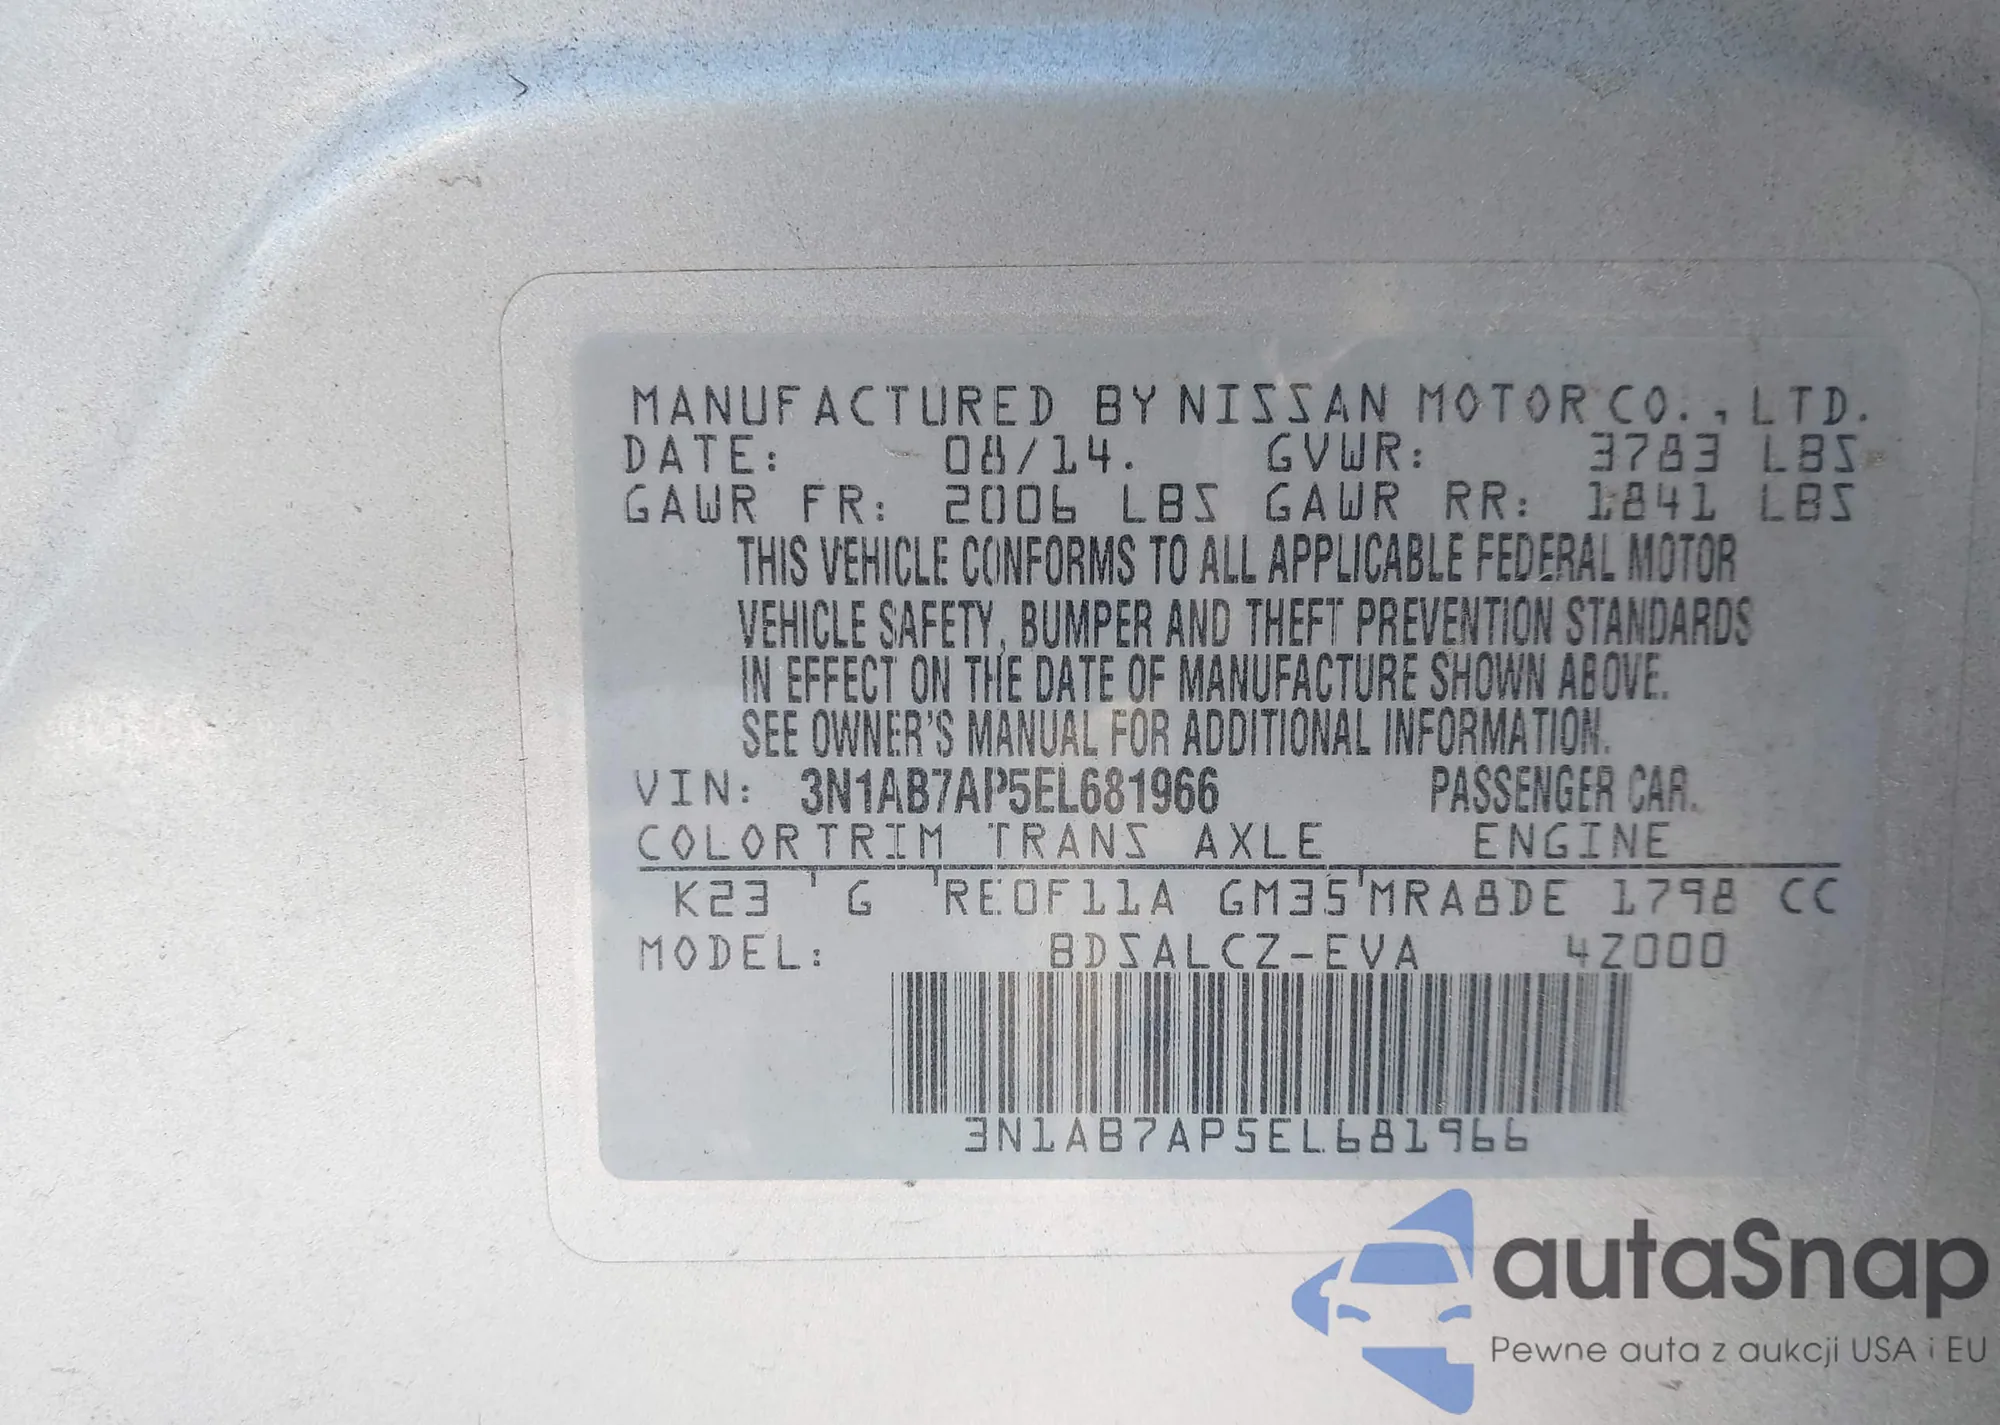 MANUFACTURED BY NISSAN MOTOR CO., LTD.
DATE: 08/14. GVWR: 3783 LBS
GAWR FR: 2006 LBS GAWR RR: 1841 LBS
THIS VEHICLE CONFORMS TO ALL APPLICABLE FEDERAL MOTOR
VEHICLE SAFETY, BUMPER AND THEFT PREVENTION STANDARDS
IN EFFECT ON THE DATE OF MANUFACTURE SHOWN ABOVE.
SEE OWNER'S MANUAL FOR ADDITIONAL INFORMATION.
VIN: 3N1AB7AP5EL681966 PASSENGER CAR.
COLOR TRIM TRANS AXLE ENGINE
K23 ' G ' RE0F11A GM35 ' MRA8DE 1798 CC
MODEL: BDSALCZ-EVA 4Z000
3N1AB7AP5EL681966
autaSnap
Pewne auta z aukcji USA i EU